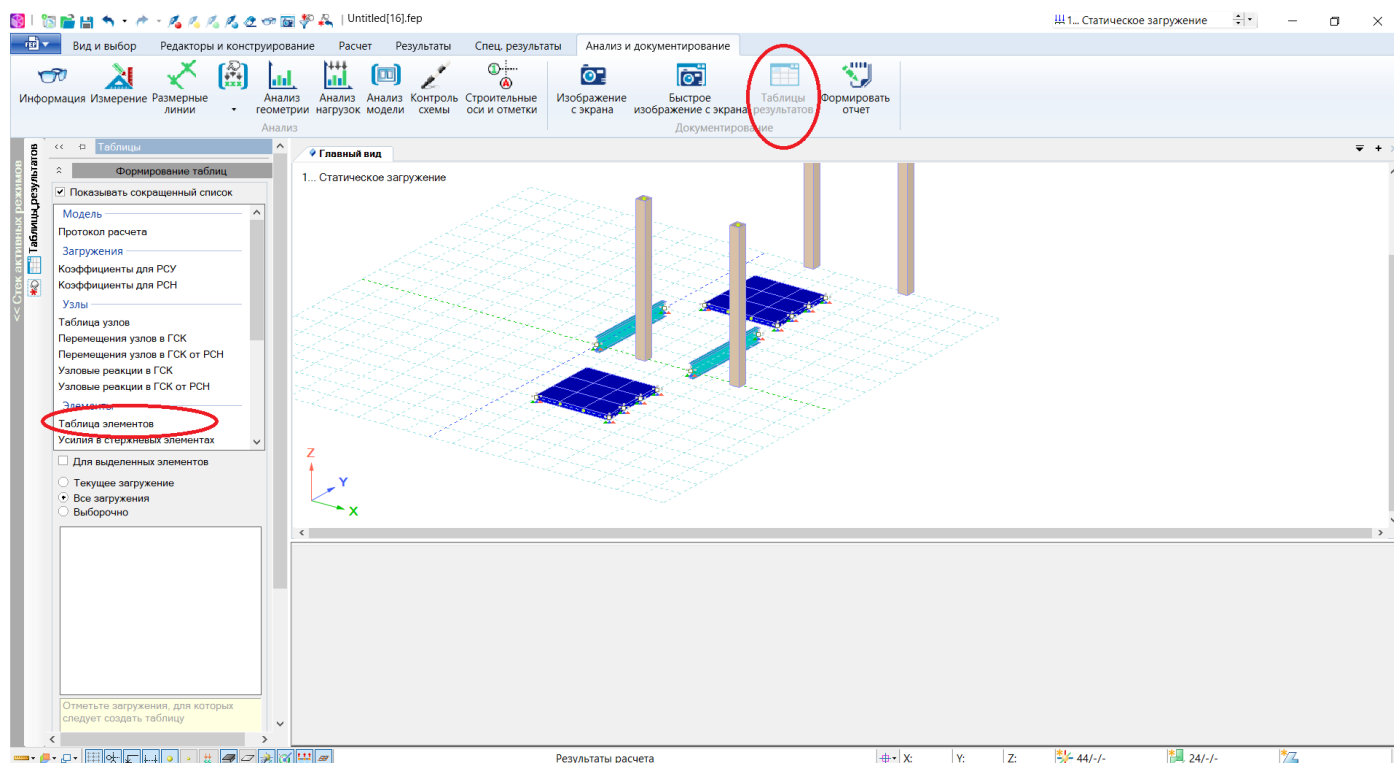 Untitled[16].fep
1... Статическое загружение
Вид и выбор
Редакторы и конструирование
Расчет
Результаты
Спец. результаты
Анализ и документирование
Информация
Измерение
Размерные
линии
Анализ
геометрии
Анализ
нагрузок
Анализ
модели
Контроль
схемы
Строительные
оси и отметки
Изображение
с экрана
Быстрое
изображение с экрана
Таблицы
результатов
Формировать
отчет
Анализ
Документирование
<< Стек активных режимов
Таблицы результатов
<<
Таблицы
Формирование таблиц
Показывать сокращенный список
Модель
Протокол расчета
Загружения
Коэффициенты для РСУ
Коэффициенты для РСН
Узлы
Таблица узлов
Перемещения узлов в ГСК
Перемещения узлов в ГСК от РСН
Узловые реакции в ГСК
Узловые реакции в ГСК от РСН
Элементы
Таблица элементов
Усилия в стержневых элементах
Для выделенных элементов
Текущее загружение
Все загружения
Выборочно
Отметьте загружения, для которых
следует создать таблицу
Главный вид
1... Статическое загружение
Z
Y
X
Результаты расчета
X:
Y:
Z:
44/-/-
24/-/-